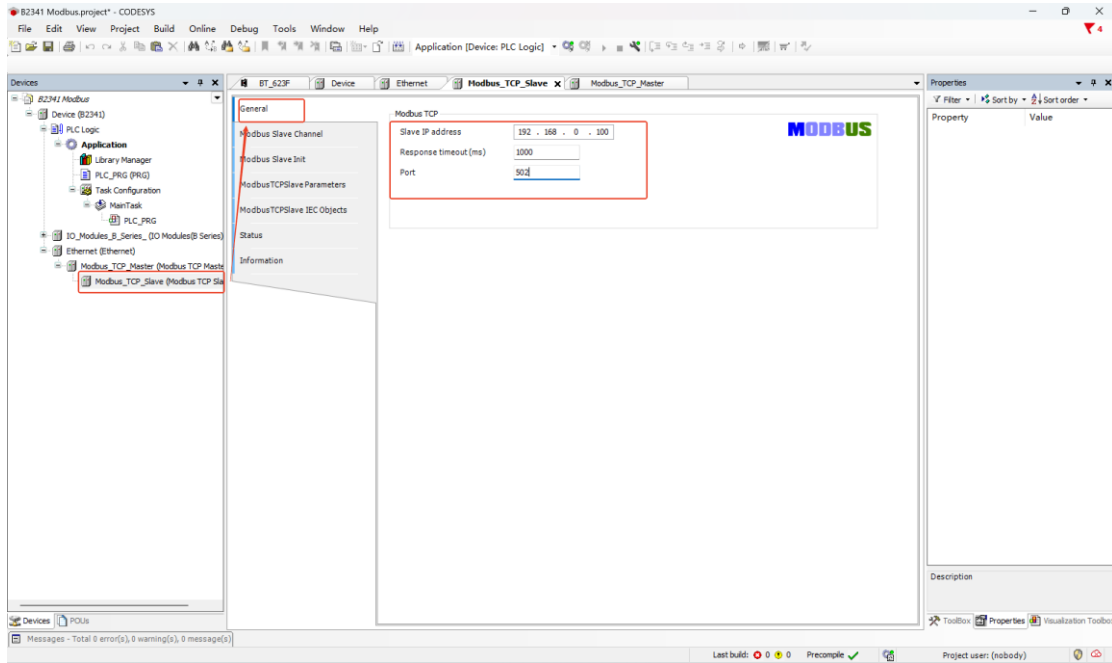 B2341 Modbus.project* - CODESYS
File Edit View Project Build Online Debug Tools Window Help
4
Application [Device: PLC Logic]
Devices
B2341 Modbus
Device (B2341)
PLC Logic
Application
Library Manager
PLC_PRG (PRG)
Task Configuration
MainTask
PLC_PRG
IO_Modules_B_Series_ (IO Modules(B Series)
Ethernet (Ethernet)
Modbus_TCP_Master (Modbus TCP Maste
Modbus_TCP_Slave (Modbus TCP Sla
Devices POUs
BT_623F Device Ethernet Modbus_TCP_Slave Modbus_TCP_Master
General
Modbus Slave Channel
Modbus Slave Init
ModbusTCPSlave Parameters
ModbusTCPSlave IEC Objects
Status
Information
Modbus TCP
Slave IP address 192 . 168 . 0 . 100
Response timeout (ms) 1000
Port 502
MODBUS
Properties
Filter Sort by Sort order
Property Value
Description
ToolBox Properties Visualization Toolbo
Messages - Total 0 error(s), 0 warning(s), 0 message(s)
Last build: 0 0 Precompile Project user: (nobody)